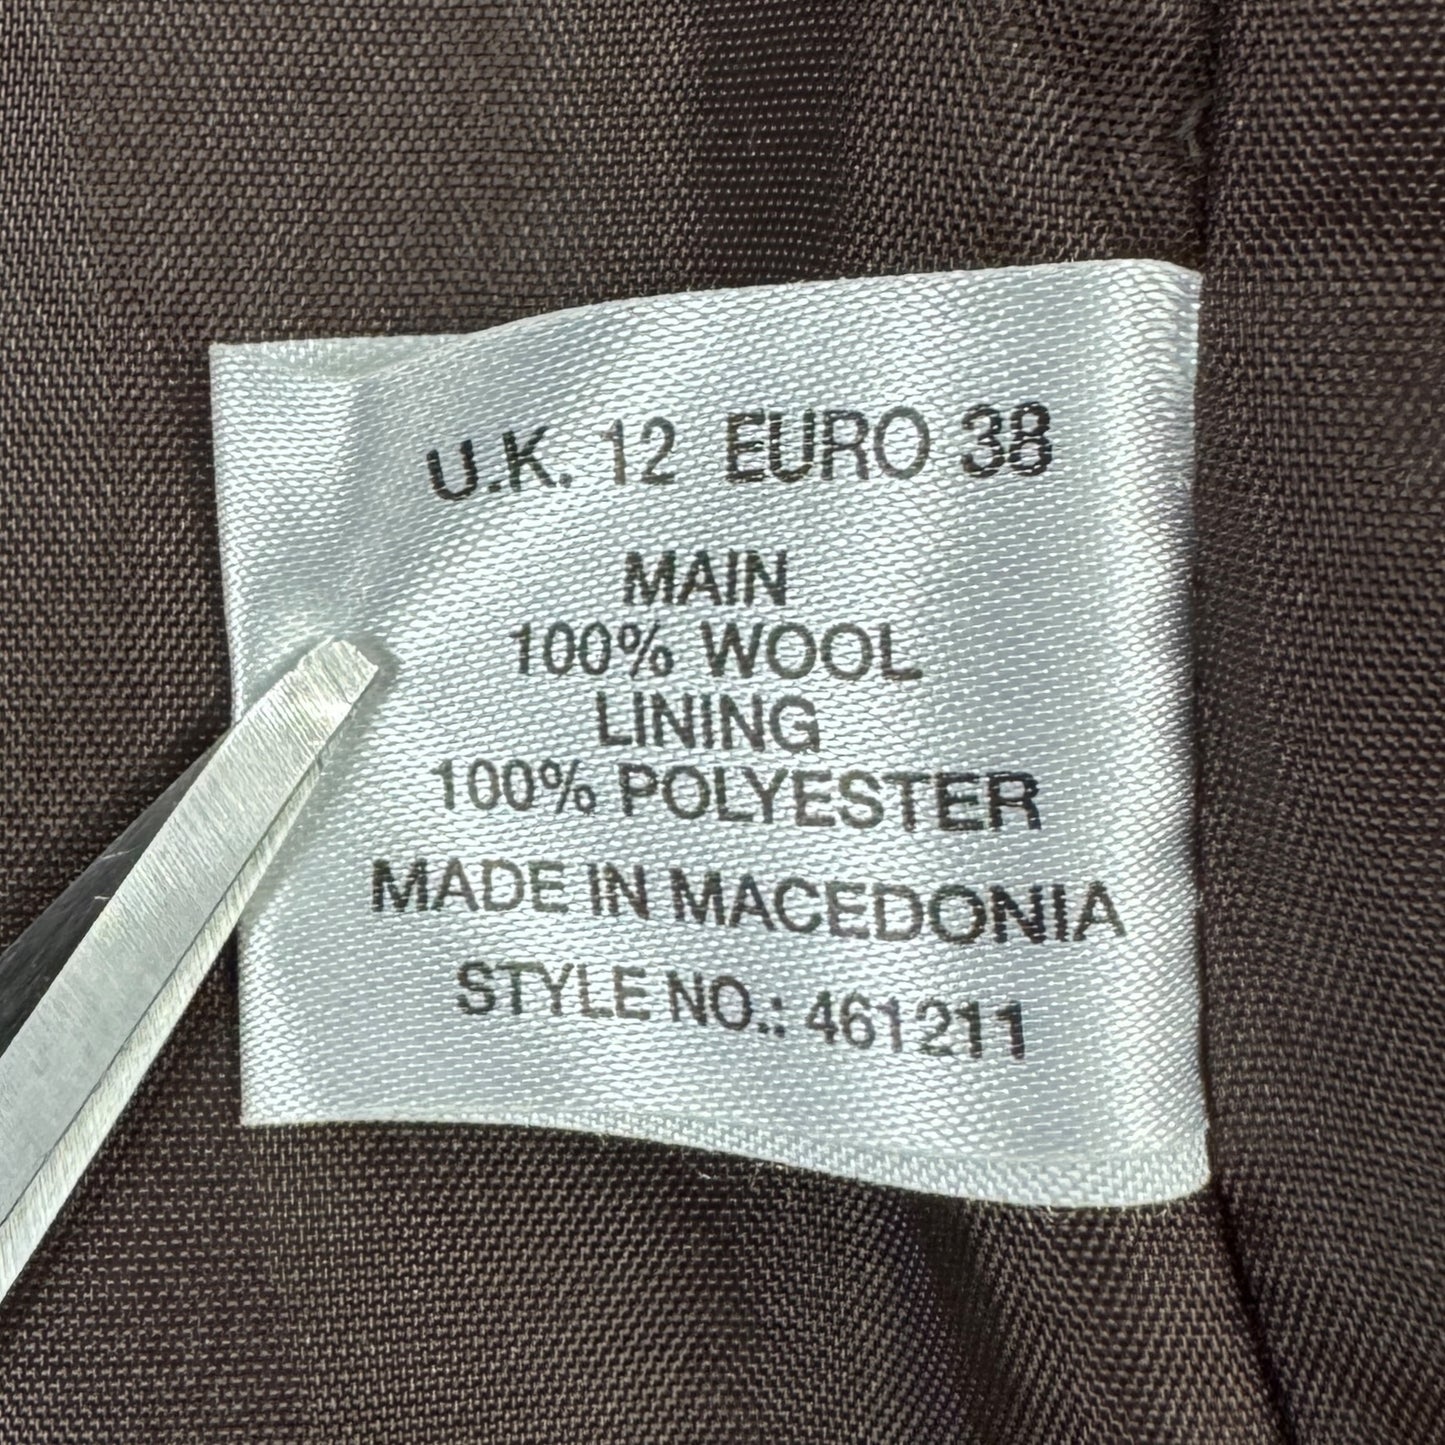 U.K. 12 EURO 38
MAIN
100% WOOL
LINING
100% POLYESTER
MADE IN MACEDONIA
STYLE NO.: 461211